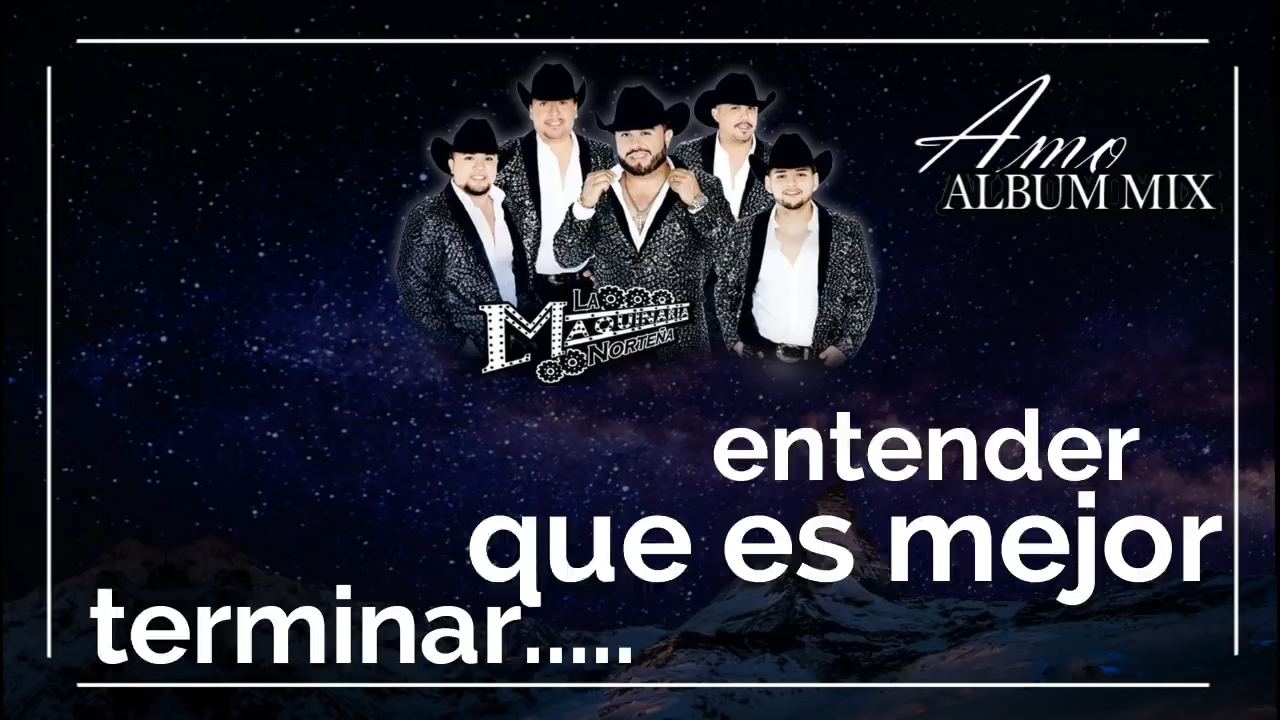 Amo
ALBUM MIX
LA
MAQUINARIA
NORTEÑA
entender
que es mejor
terminar.....